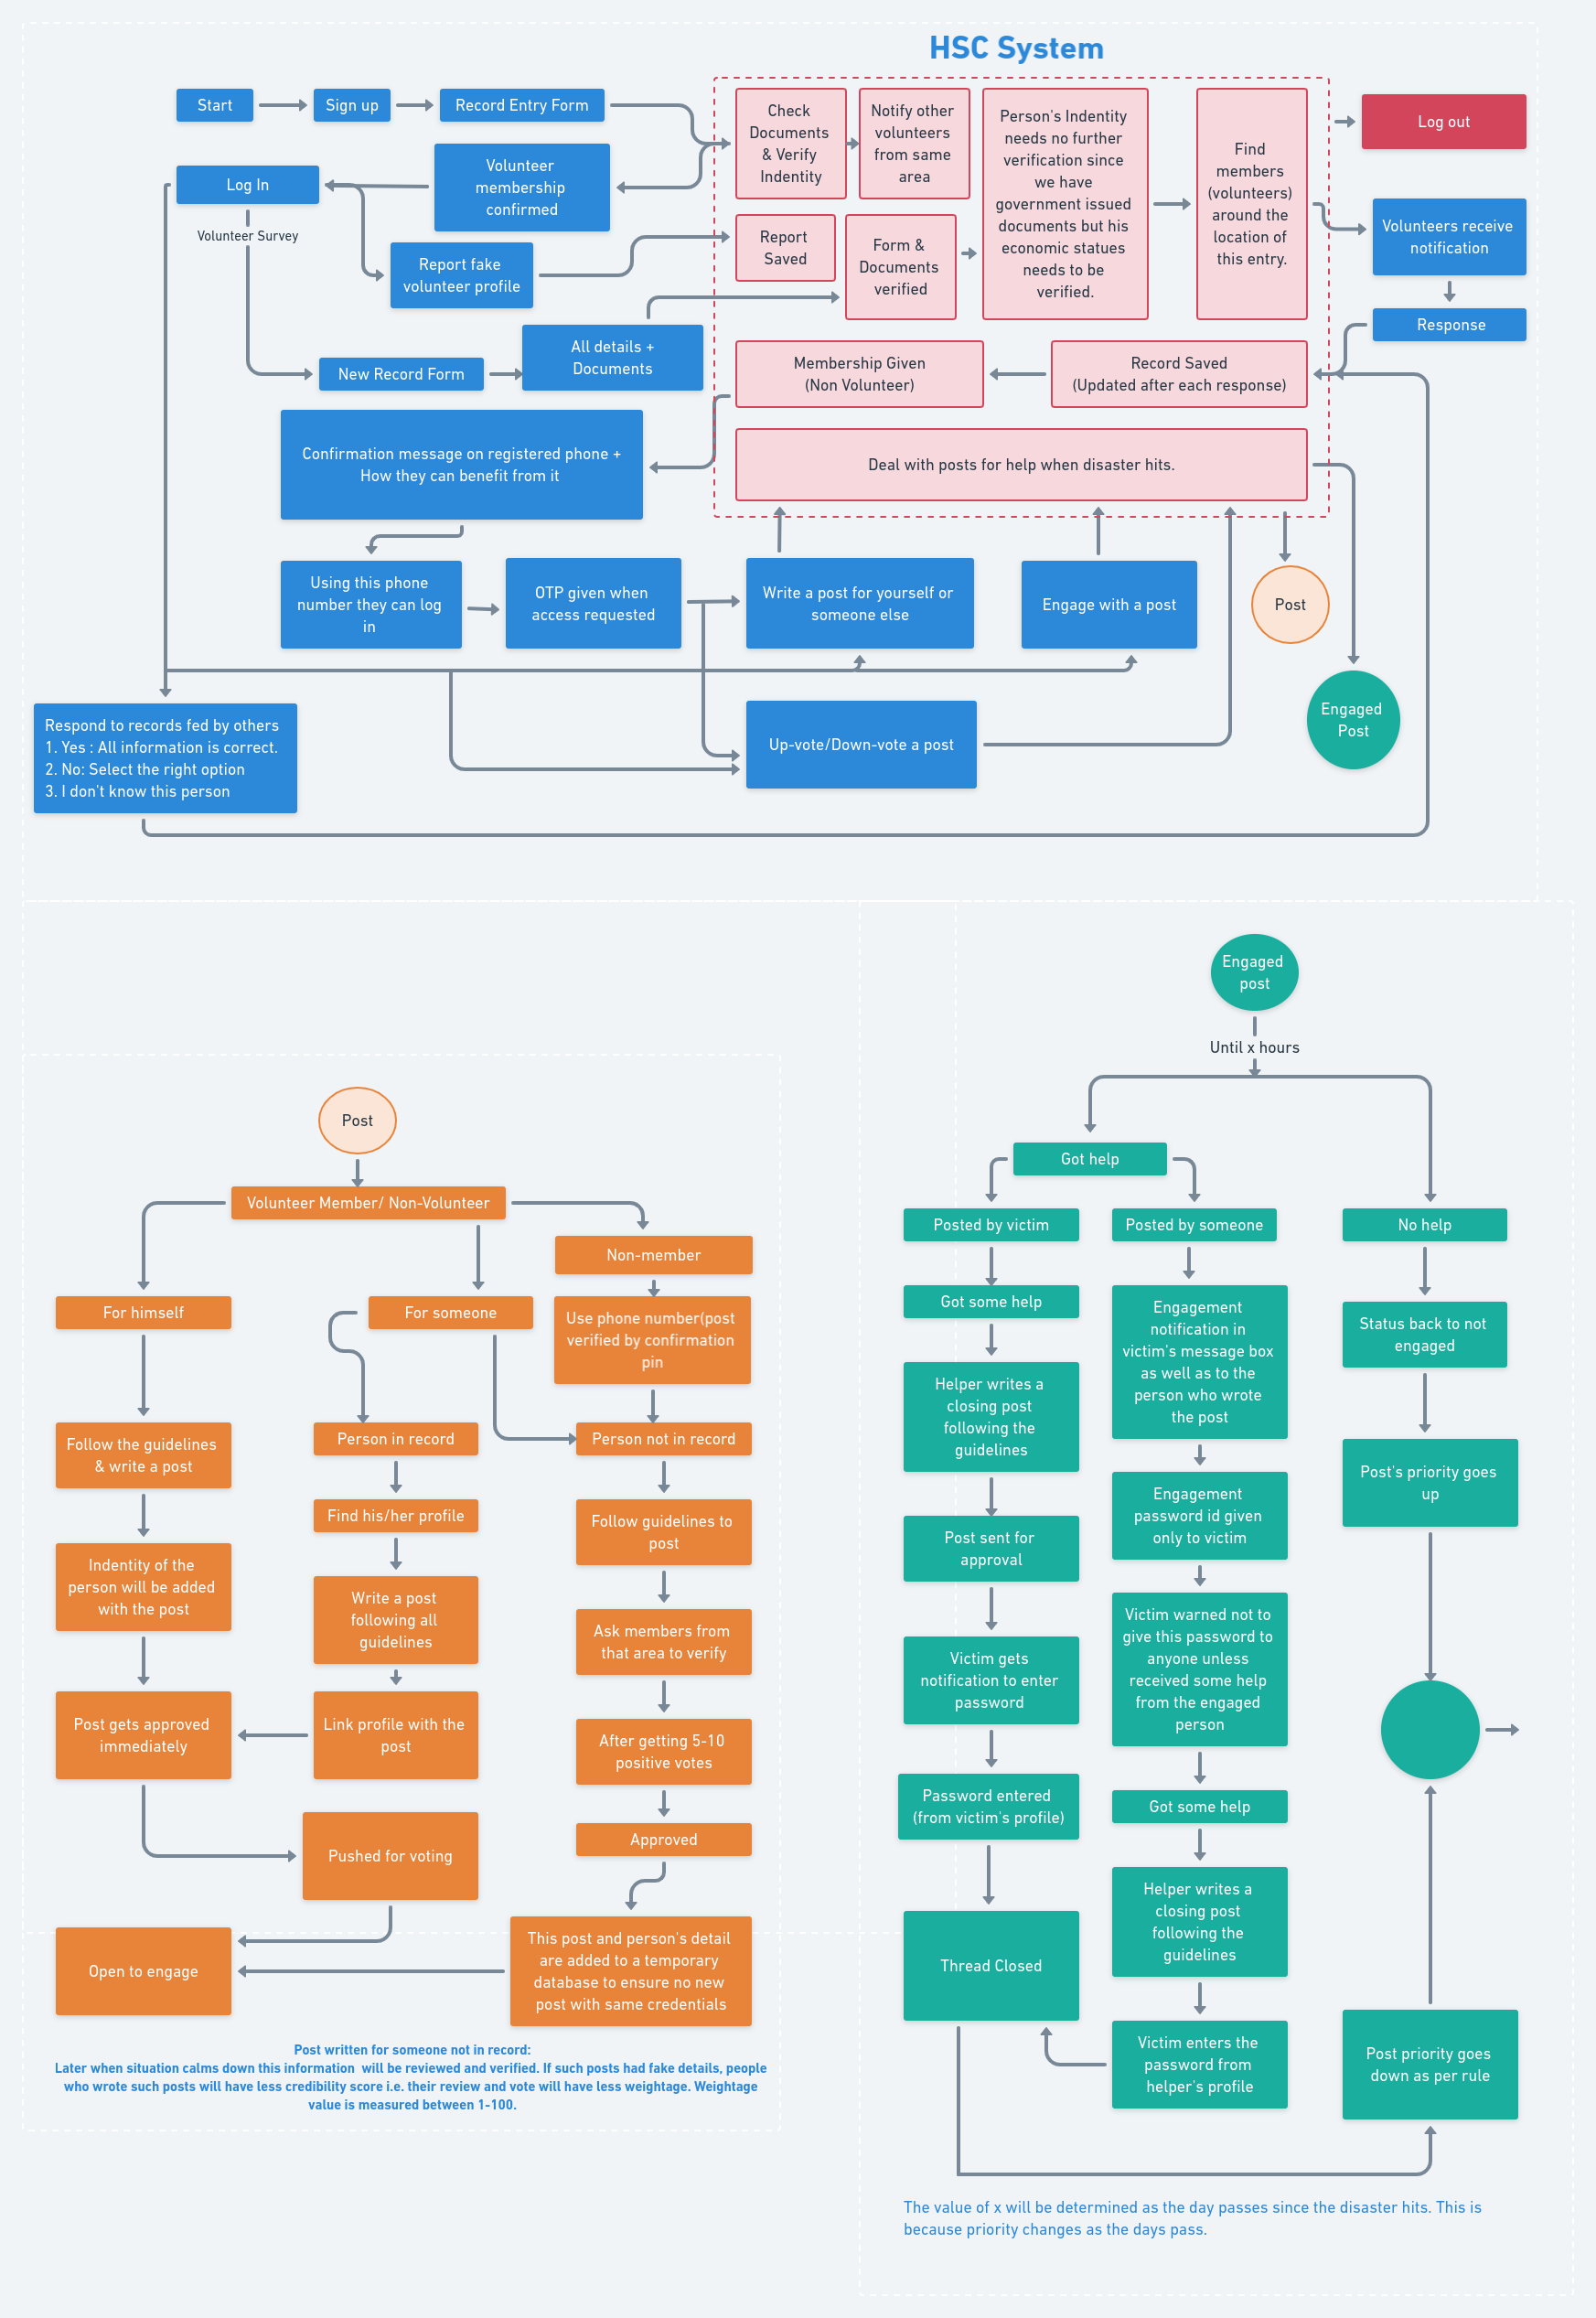 HSC System
Start
Sign up
Record Entry Form
Check
Documents
& Verify
Indentity
Notify other
volunteers
from same
area
Person's Indentity
needs no further
verification since
we have
government issued
documents but his
economic statues
needs to be
verified.
Find
members
(volunteers)
around the
location of
this entry.
Log out
Log In
Volunteer
membership
confirmed
Volunteers receive
notification
Volunteer Survey
Report fake
volunteer profile
Report
Saved
Form &
Documents
verified
Response
New Record Form
All details +
Documents
Membership Given
(Non Volunteer)
Record Saved
(Updated after each response)
Confirmation message on registered phone +
How they can benefit from it
Deal with posts for help when disaster hits.
Using this phone
number they can log
in
OTP given when
access requested
Write a post for yourself or
someone else
Engage with a post
Post
Engaged
Post
Respond to records fed by others
1. Yes : All information is correct.
2. No: Select the right option
3. I don't know this person
Up-vote/Down-vote a post
Post
Volunteer Member/ Non-Volunteer
Non-member
For himself
For someone
Use phone number(post
verified by confirmation
pin
Follow the guidelines
& write a post
Person in record
Person not in record
Find his/her profile
Follow guidelines to
post
Indentity of the
person will be added
with the post
Write a post
following all
guidelines
Ask members from
that area to verify
Post gets approved
immediately
Link profile with the
post
After getting 5-10
positive votes
Pushed for voting
Approved
Open to engage
This post and person's detail
are added to a temporary
database to ensure no new
post with same credentials
Post written for someone not in record:
Later when situation calms down this information will be reviewed and verified. If such posts had fake details, people
who wrote such posts will have less credibility score i.e. their review and vote will have less weightage. Weightage
value is measured between 1-100.
Engaged
post
Until x hours
Got help
Posted by victim
Posted by someone
No help
Got some help
Engagement
notification in
victim's message box
as well as to the
person who wrote
the post
Status back to not
engaged
Helper writes a
closing post
following the
guidelines
Post's priority goes
up
Engagement
password id given
only to victim
Post sent for
approval
Victim warned not to
give this password to
anyone unless
received some help
from the engaged
person
Victim gets
notification to enter
password
Password entered
(from victim's profile)
Got some help
Helper writes a
closing post
following the
guidelines
Thread Closed
Victim enters the
password from
helper's profile
Post priority goes
down as per rule
The value of x will be determined as the day passes since the disaster hits. This is
because priority changes as the days pass.